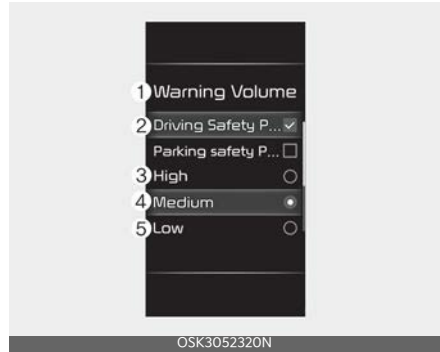 1 Warning Volume
2 Driving Safety P...
Parking safety P...
3 High
4 Medium
5 Low
OSK3052320N